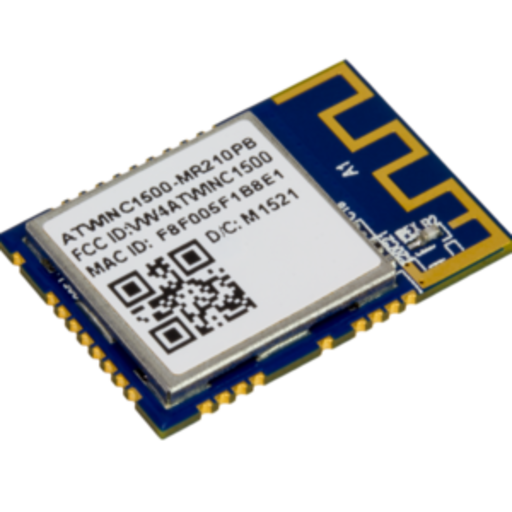 ATWINC1500-MR210PB
FCC ID:VW4ATWINC1500
MAC ID: F8F005F1B8E1
D/C: M1521
A1